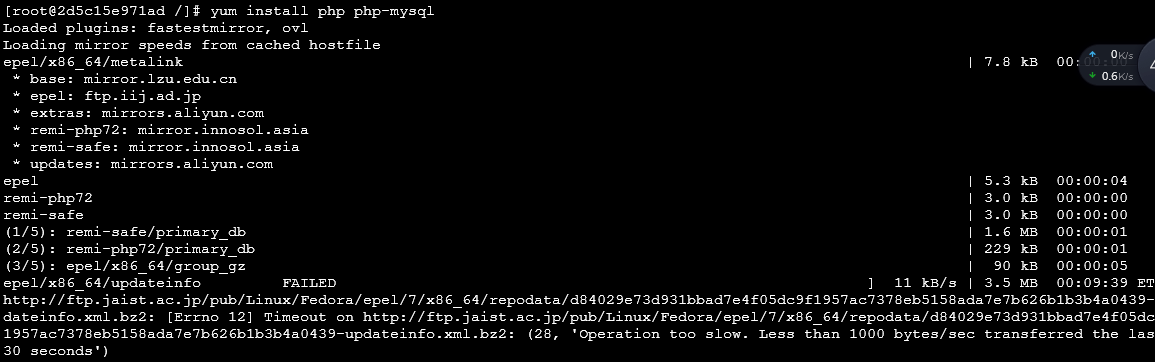 [root@2d5c15e971ad /]# yum install php php-mysql
Loaded plugins: fastestmirror, ovl
Loading mirror speeds from cached hostfile
epel/x86_64/metalink | 7.8 kB 00:00:00
0K/s
* base: mirror.lzu.edu.cn
0.6K/s
* epel: ftp.iij.ad.jp
* extras: mirrors.aliyun.com
* remi-php72: mirror.innosol.asia
* remi-safe: mirror.innosol.asia
* updates: mirrors.aliyun.com
epel | 5.3 kB 00:00:04
remi-php72 | 3.0 kB 00:00:00
remi-safe | 3.0 kB 00:00:00
(1/5): remi-safe/primary_db | 1.6 MB 00:00:01
(2/5): remi-php72/primary_db | 229 kB 00:00:01
(3/5): epel/x86_64/group_gz | 90 kB 00:00:05
epel/x86_64/updateinfo FAILED ] 11 kB/s | 3.5 MB 00:09:39 ET
http://ftp.jaist.ac.jp/pub/Linux/Fedora/epel/7/x86_64/repodata/d84029e73d931bbad7e4f05dc9f1957ac7378eb5158ada7e7b626b1b3b4a0439-
dateinfo.xml.bz2: [Errno 12] Timeout on http://ftp.jaist.ac.jp/pub/Linux/Fedora/epel/7/x86_64/repodata/d84029e73d931bbad7e4f05dc
1957ac7378eb5158ada7e7b626b1b3b4a0439-updateinfo.xml.bz2: (28, 'Operation too slow. Less than 1000 bytes/sec transferred the las
30 seconds')